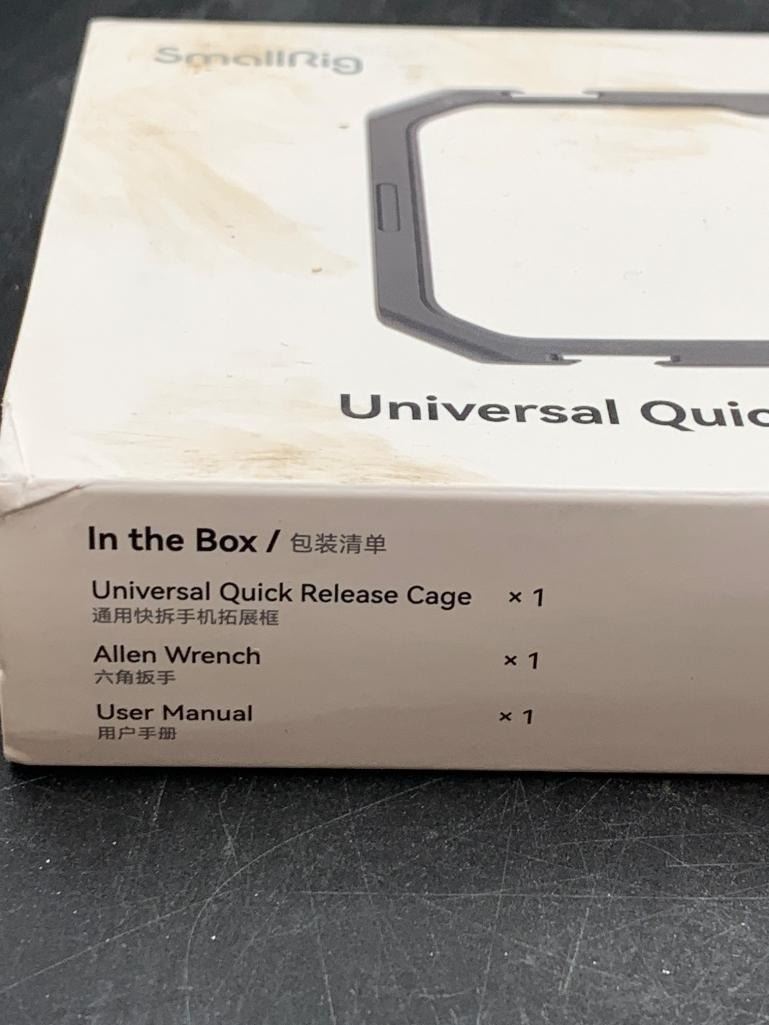 SmallRig
Universal Quic
In the Box / 包装清单
Universal Quick Release Cage × 1
通用快拆手机拓展框
Allen Wrench × 1
六角扳手
User Manual × 1
用户手册